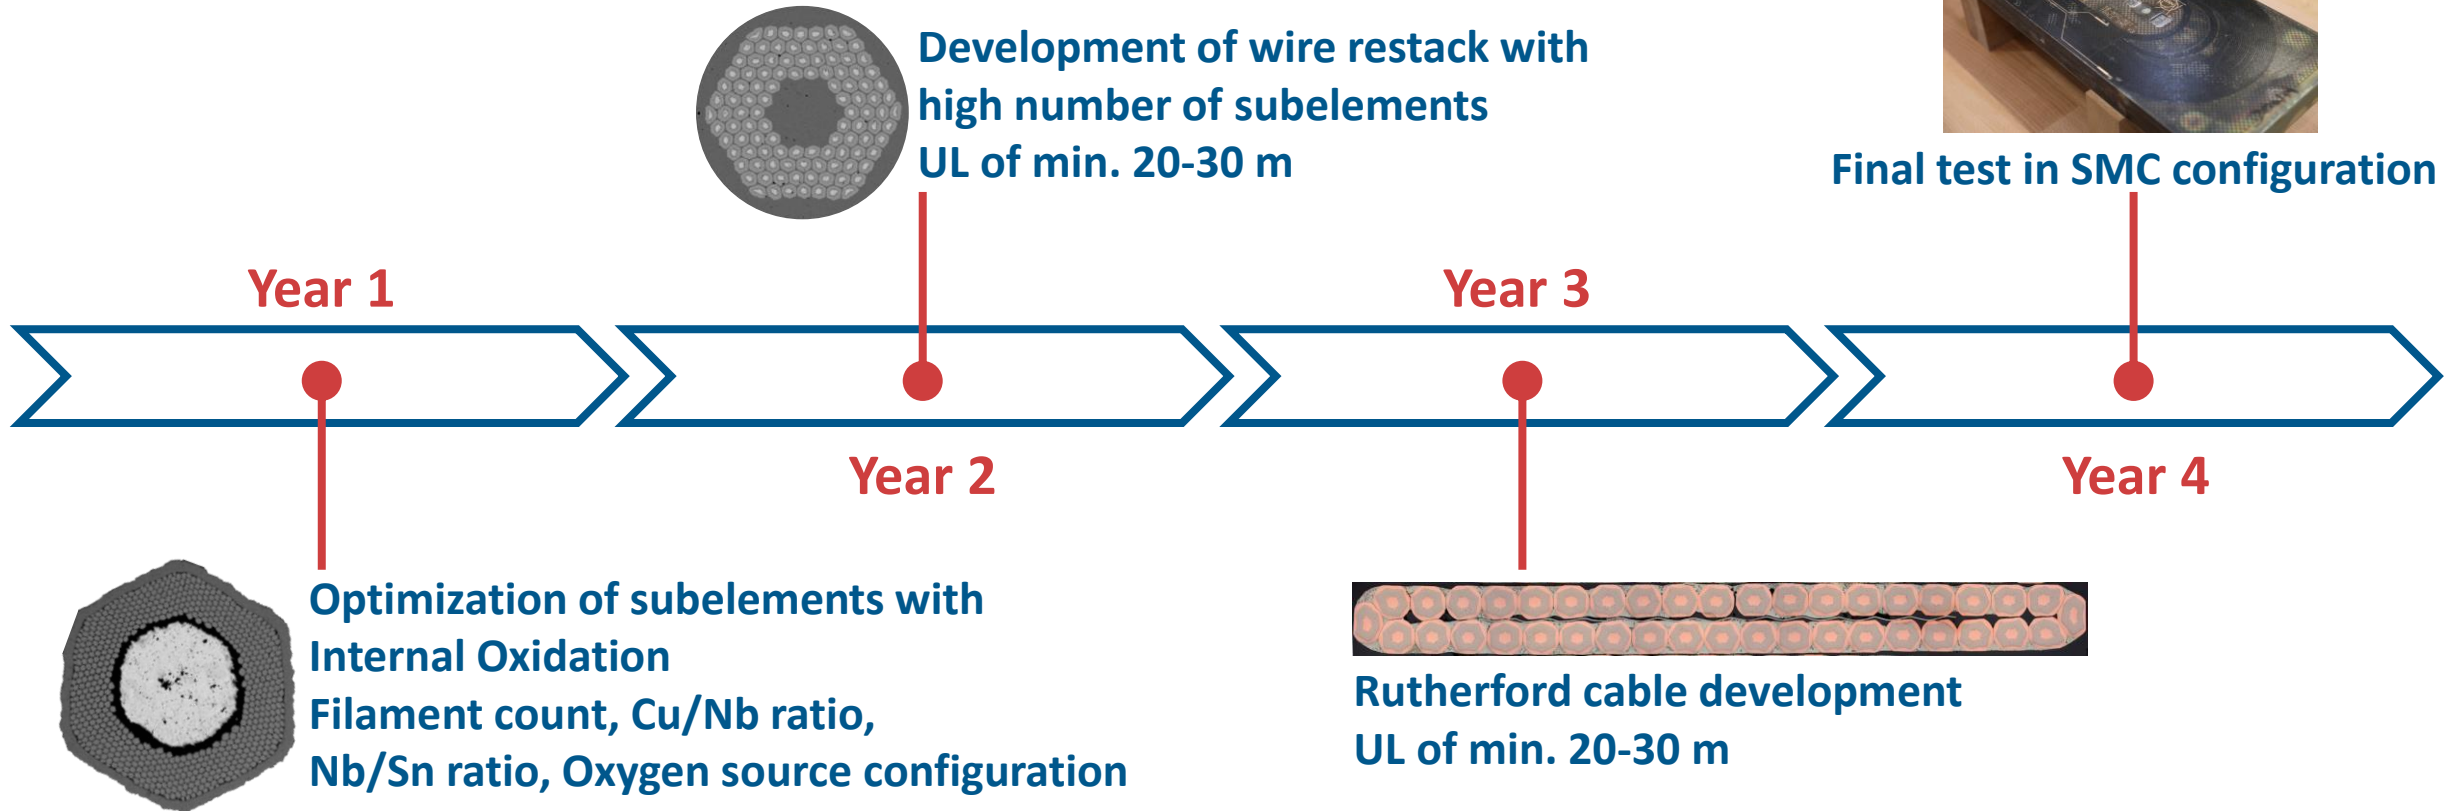 Development of wire restack with
high number of subelements
UL of min. 20-30 m
Final test in SMC configuration
Year 1
Year 3
Year 2
Year 4
Optimization of subelements with
Internal Oxidation
Filament count, Cu/Nb ratio,
Nb/Sn ratio, Oxygen source configuration
Rutherford cable development
UL of min. 20-30 m